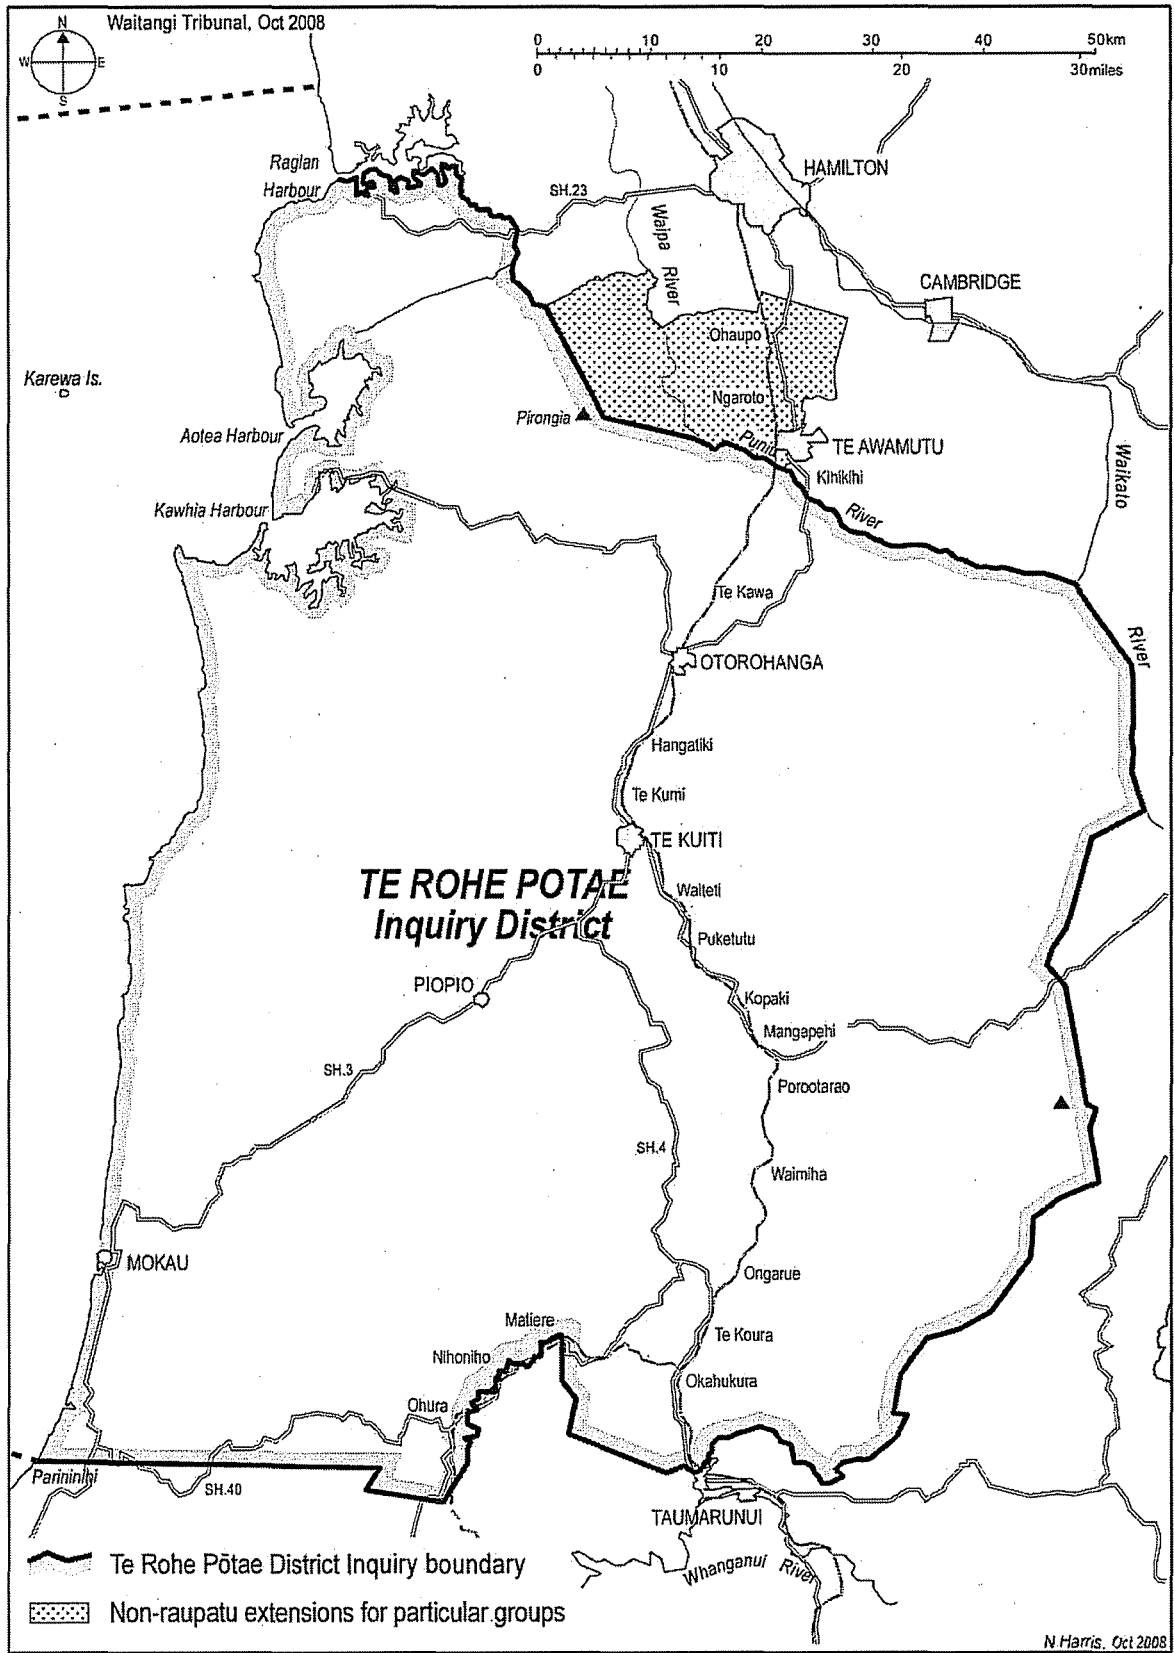 Waitangi Tribunal, Oct 2008
N
W
E
S
0 10 20 30 40 50km
0 10 20 30miles
Raglan
Harbour
HAMILTON
SH.23
Waipa
River
CAMBRIDGE
Ohaupo
Karewa Is.
Ngaroto
Pirongia
Aotea Harbour
Puniu
TE AWAMUTU
Kihikihi
Waikato
Kawhia Harbour
River
Te Kawa
River
OTOROHANGA
Hangatiki
Te Kumi
TE KUITI
TE ROHE POTAE
Inquiry District
Waiteti
Puketutu
PIOPIO
Kopaki
Mangapehi
SH.3
Porootarao
SH.4
Waimiha
MOKAU
Ongarue
Matiere
Te Koura
Nihoniho
Okahukura
Ohura
Parininihi
SH.40
TAUMARUNUI
Whanganui River
Te Rohe Pōtae District Inquiry boundary
Non-raupatu extensions for particular groups
N Harris, Oct 2008